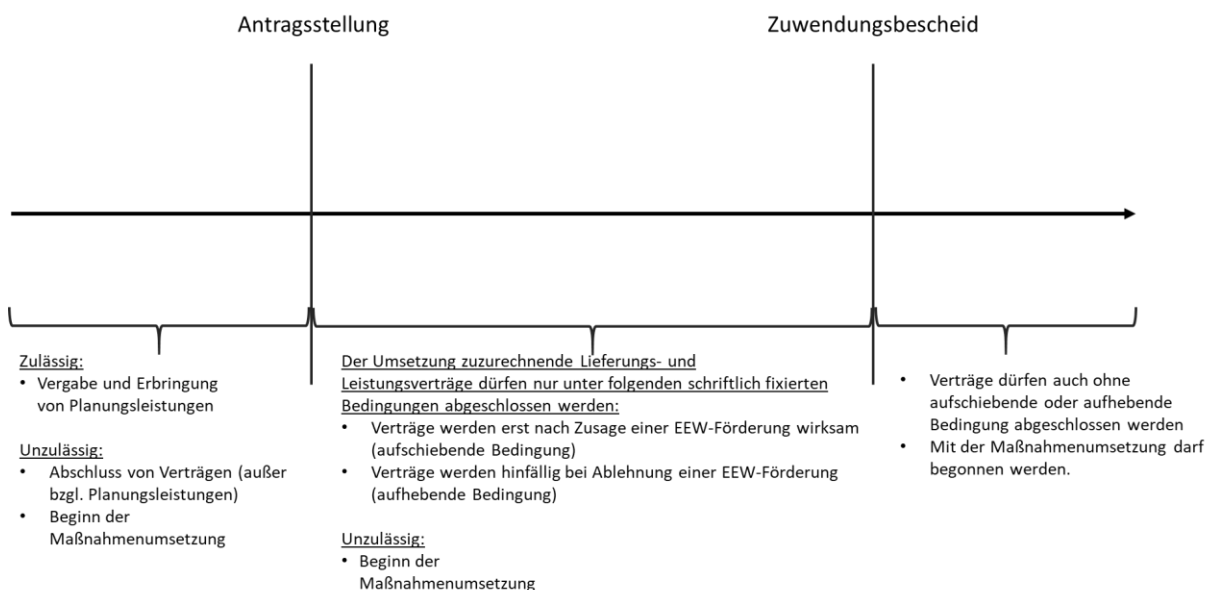 Antragsstellung
Zuwendungsbescheid
Zulässig:
• Vergabe und Erbringung
von Planungsleistungen
Unzulässig:
• Abschluss von Verträgen (außer
bzgl. Planungsleistungen)
• Beginn der
Maßnahmenumsetzung
Der Umsetzung zuzurechnende Lieferungs- und
Leistungsverträge dürfen nur unter folgenden schriftlich fixierten
Bedingungen abgeschlossen werden:
• Verträge werden erst nach Zusage einer EEW-Förderung wirksam
(aufschiebende Bedingung)
• Verträge werden hinfällig bei Ablehnung einer EEW-Förderung
(aufhebende Bedingung)
Unzulässig:
• Beginn der
Maßnahmenumsetzung
• Verträge dürfen auch ohne
aufschiebende oder aufhebende
Bedingung abgeschlossen werden
• Mit der Maßnahmenumsetzung darf
begonnen werden.